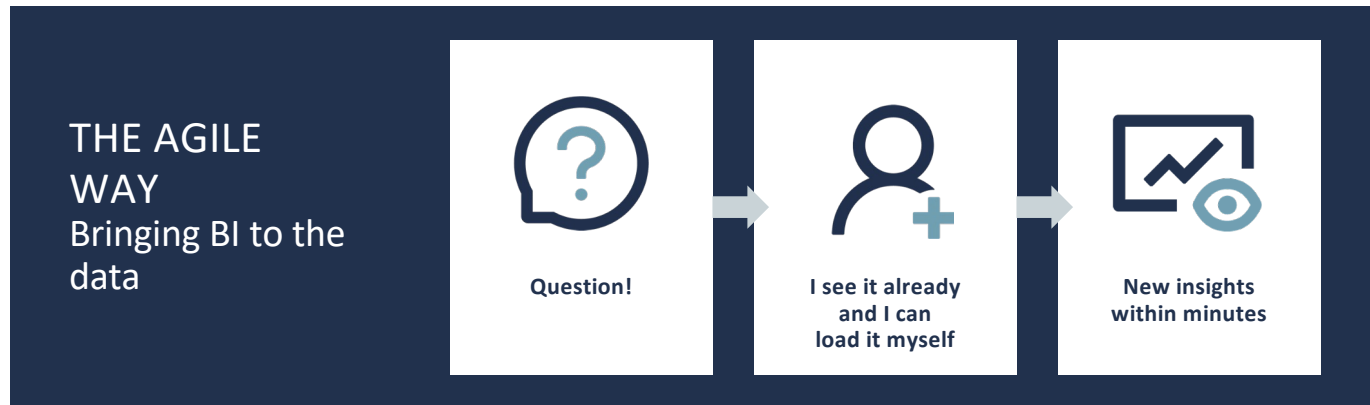 THE AGILE
WAY
Bringing BI to the
data
?
Question!
I see it already
and I can
load it myself
New insights
within minutes